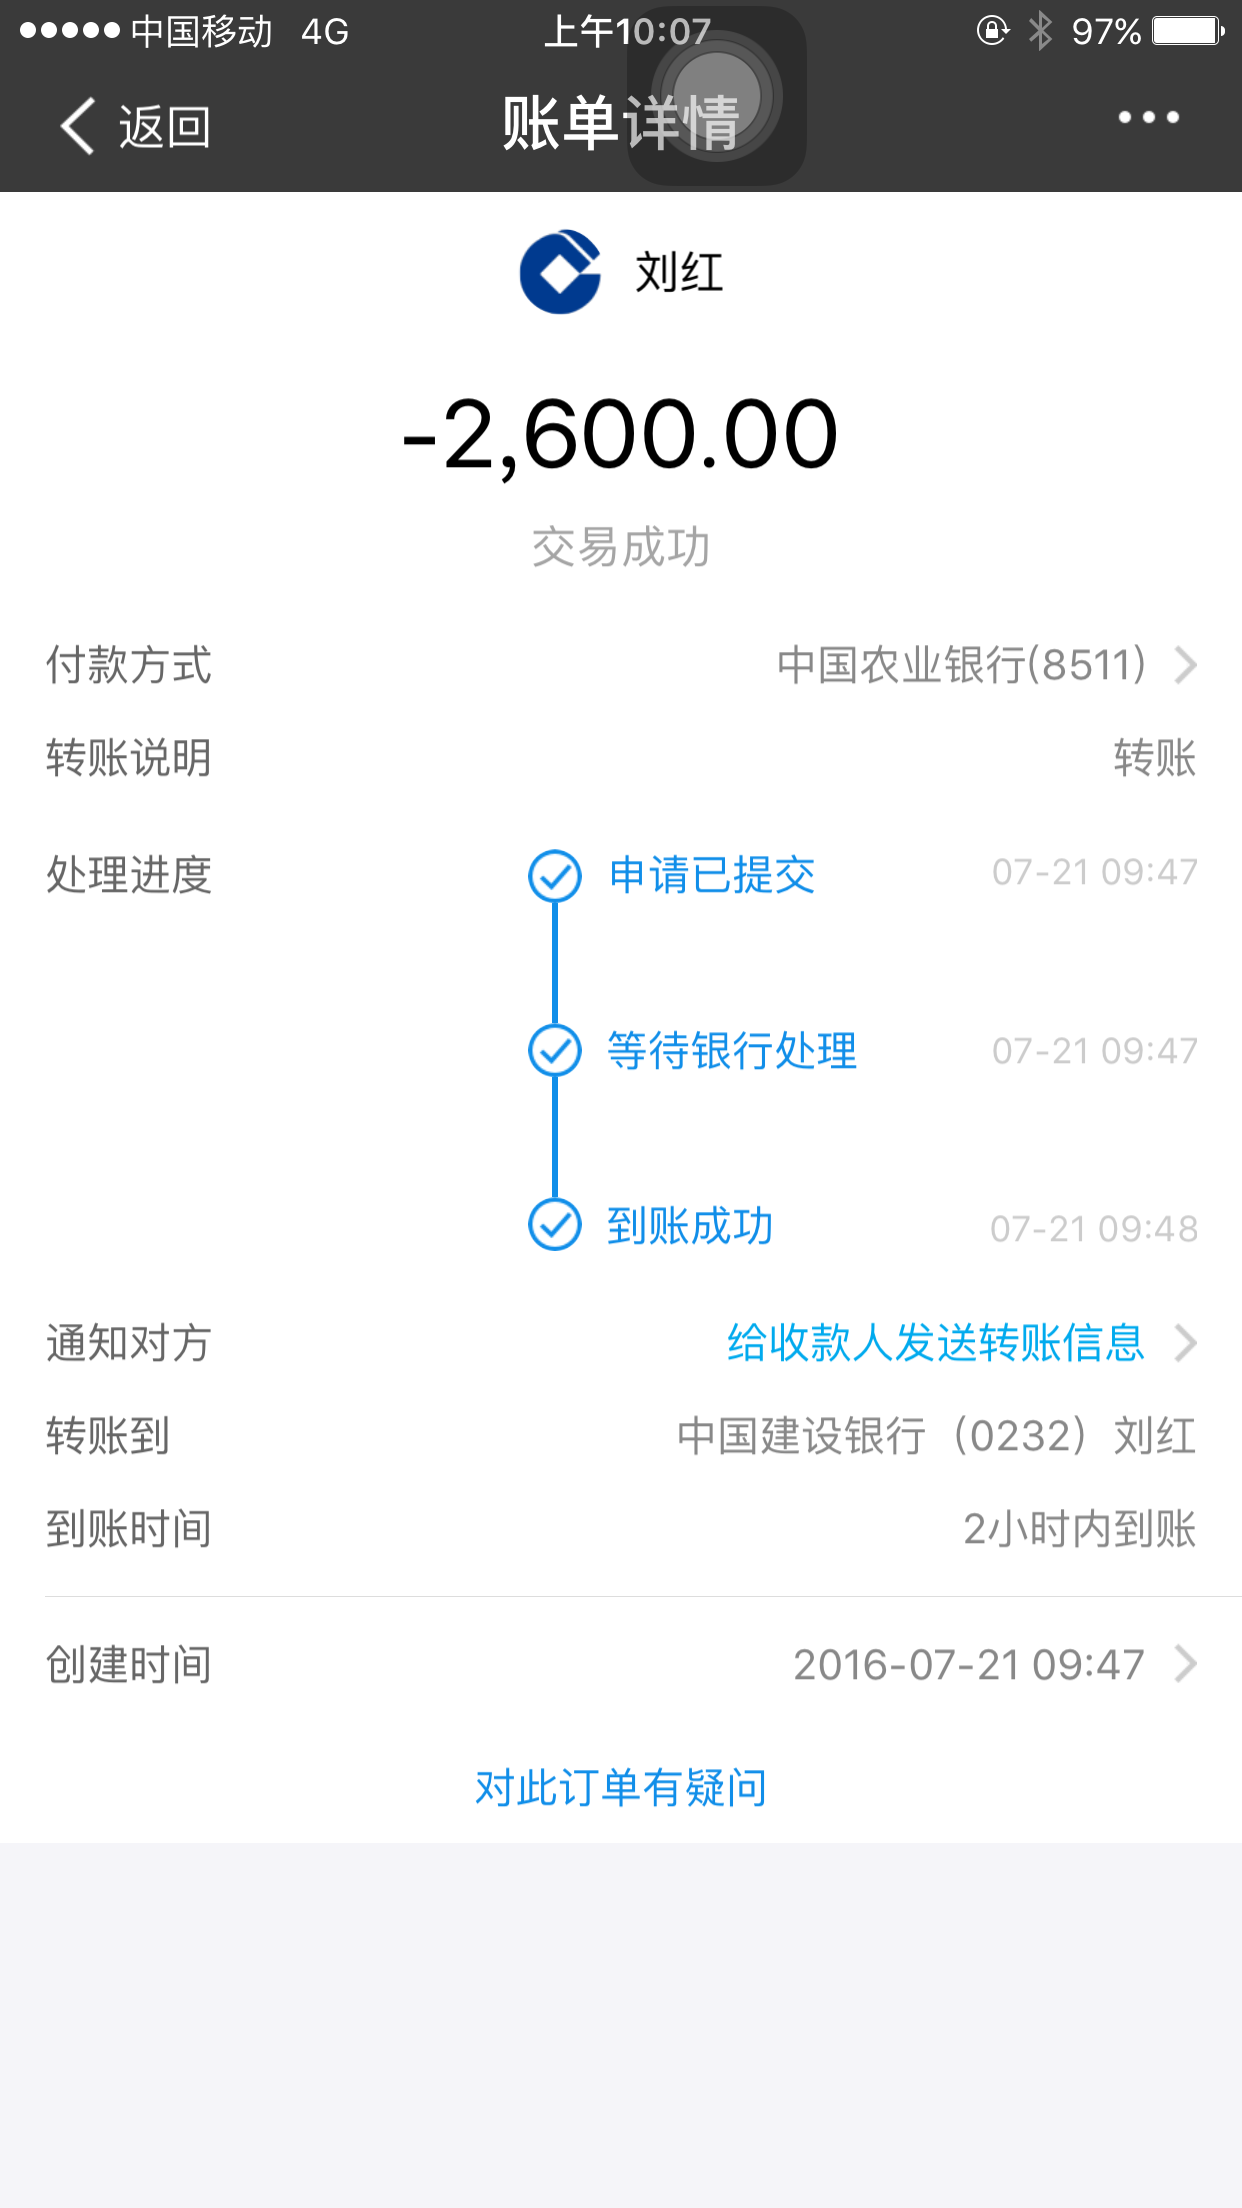 中国移动 4G 上午10:07 97%
返回 账单详情
刘红
-2,600.00
交易成功
付款方式 中国农业银行(8511)
转账说明 转账
处理进度 申请已提交 07-21 09:47
等待银行处理 07-21 09:47
到账成功 07-21 09:48
通知对方 给收款人发送转账信息
转账到 中国建设银行（0232）刘红
到账时间 2小时内到账
创建时间 2016-07-21 09:47
对此订单有疑问